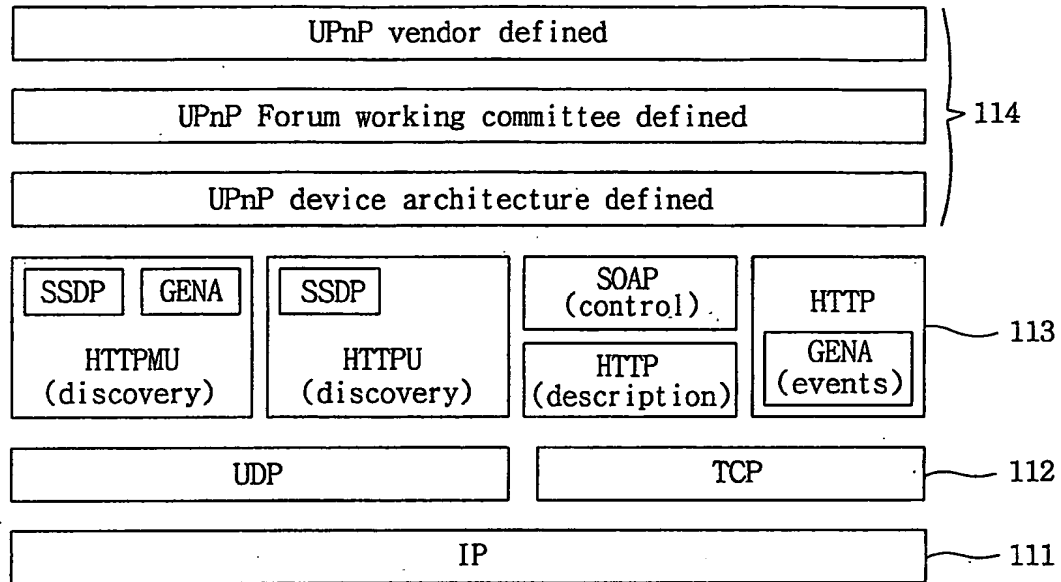 UPnP vendor defined
UPnP Forum working committee defined
114
UPnP device architecture defined
SSDP
GENA
HTTPMU
(discovery)
SSDP
HTTPU
(discovery)
SOAP
(control)
HTTP
(description)
HTTP
GENA
(events)
113
UDP
TCP
112
IP
111